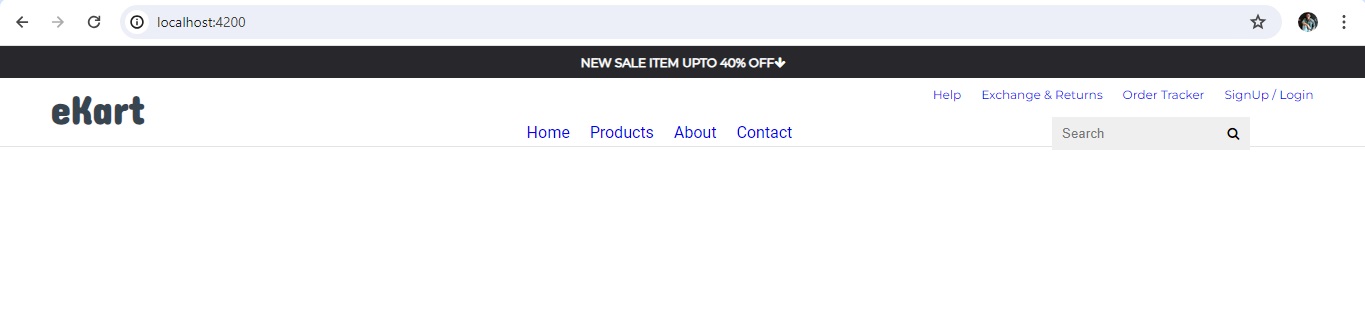 localhost:4200
NEW SALE ITEM UPTO 40% OFF
eKart
Help Exchange & Returns Order Tracker SignUp / Login
Home Products About Contact
Search